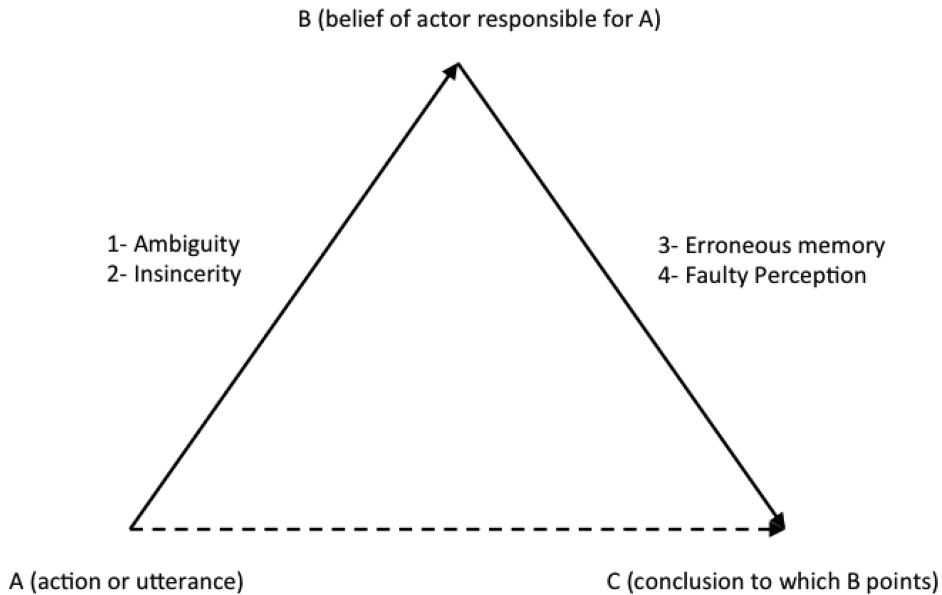 B (belief of actor responsible for A)
1- Ambiguity
2- Insincerity
3- Erroneous memory
4- Faulty Perception
A (action or utterance)
C (conclusion to which B points)